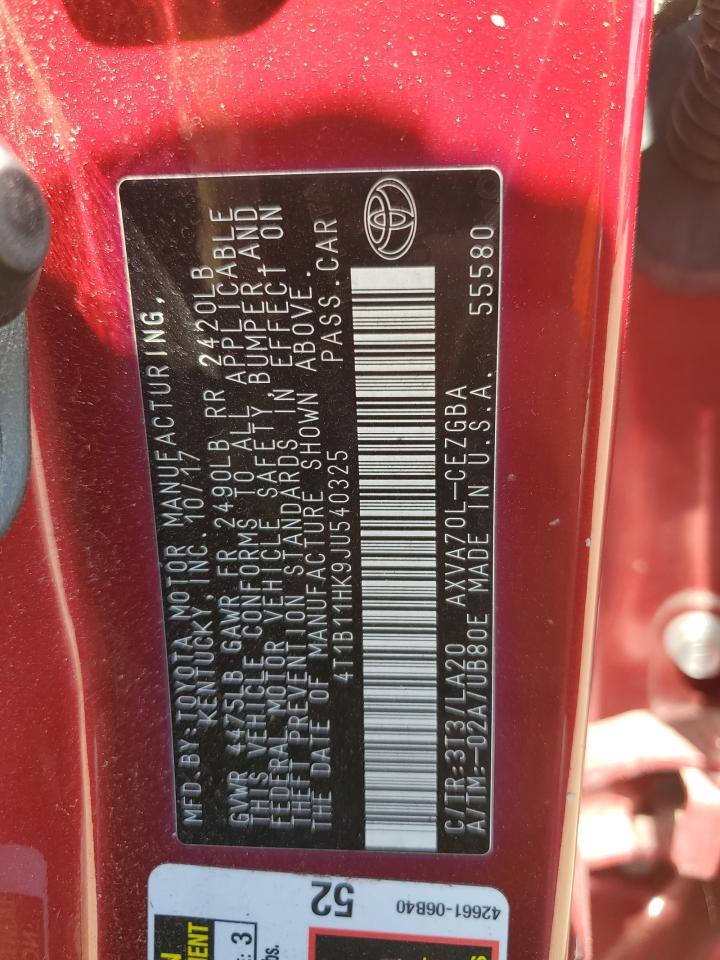 MFD.BY:TOYOTA MOTOR MANUFACTURING,
KENTUCKY INC. 10/17
GVWR 4475LB GAWR FR 2490LB RR 2420LB
THIS VEHICLE CONFORMS TO ALL APPLICABLE
FEDERAL MOTOR VEHICLE SAFETY,BUMPER,AND
THEFT PREVENTION STANDARDS IN EFFECT ON
THE DATE OF MANUFACTURE SHOWN ABOVE.
4T1B11HK9JU540325 PASS.CAR
C/TR:3T3/LA20 AXVA70L-CEZGBA
A/TM:-02A/UB80E MADE IN U.S.A. 55580
52
42661-06B40
3